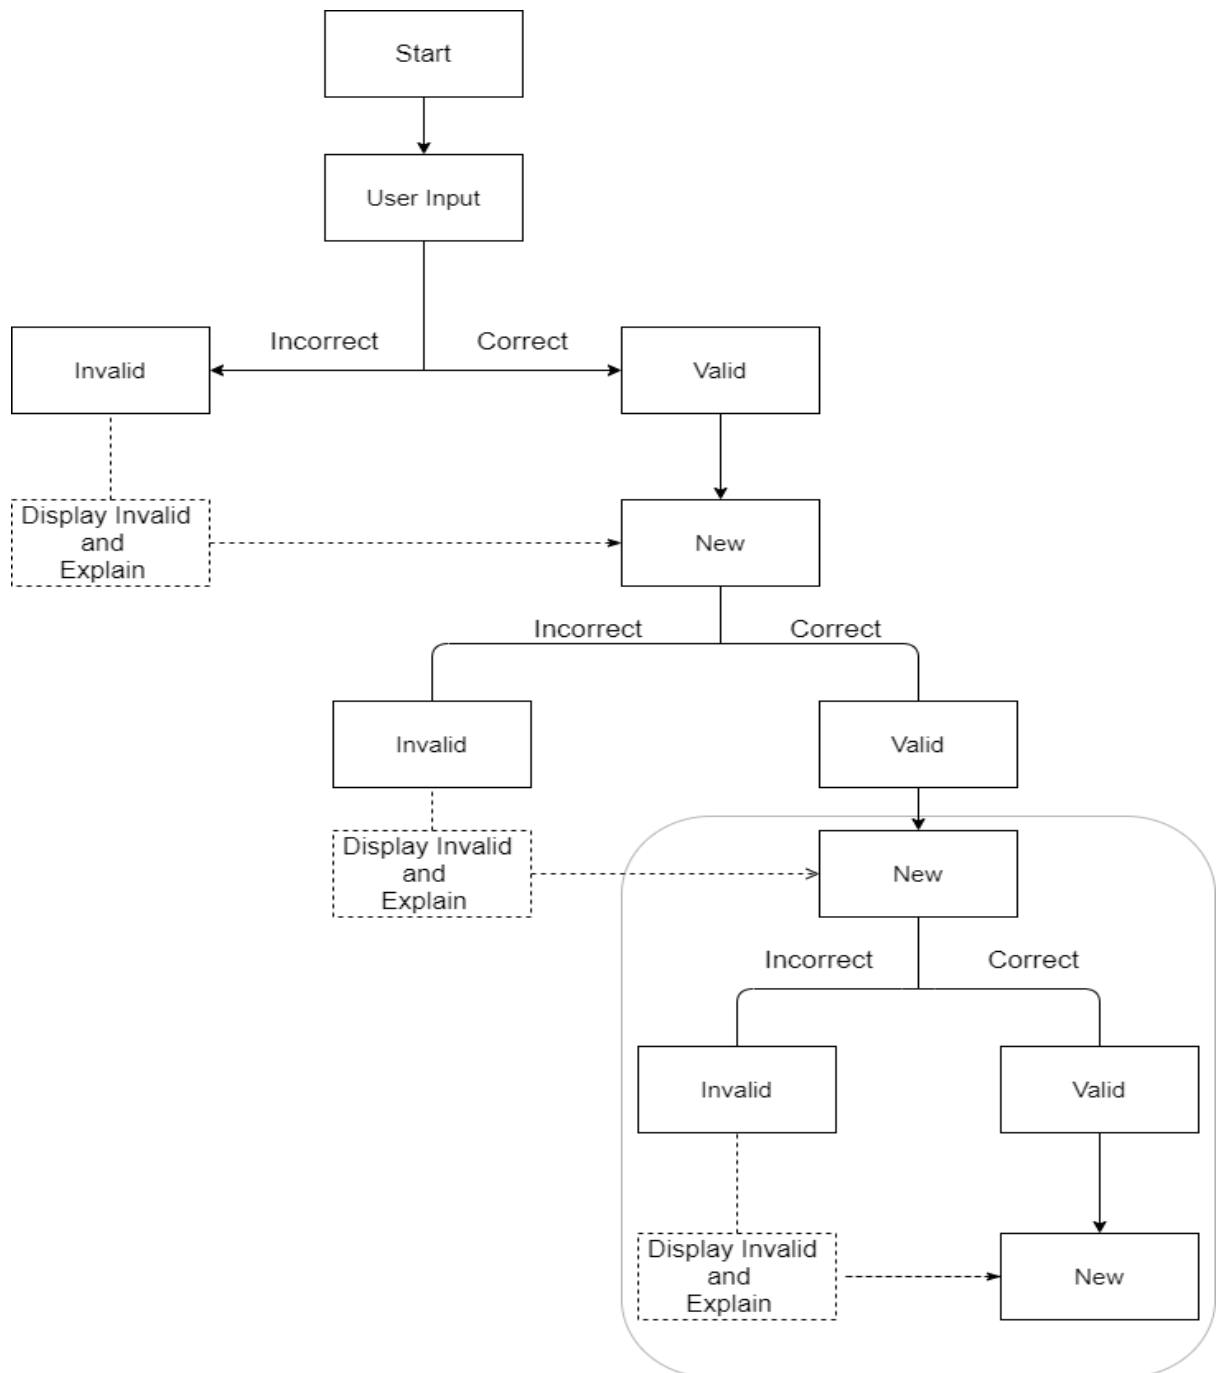 Start
User Input
Incorrect
Correct
Invalid
Valid
Display Invalid
and
Explain
New
Incorrect
Correct
Invalid
Valid
Display Invalid
and
Explain
New
Incorrect
Correct
Invalid
Valid
Display Invalid
and
Explain
New